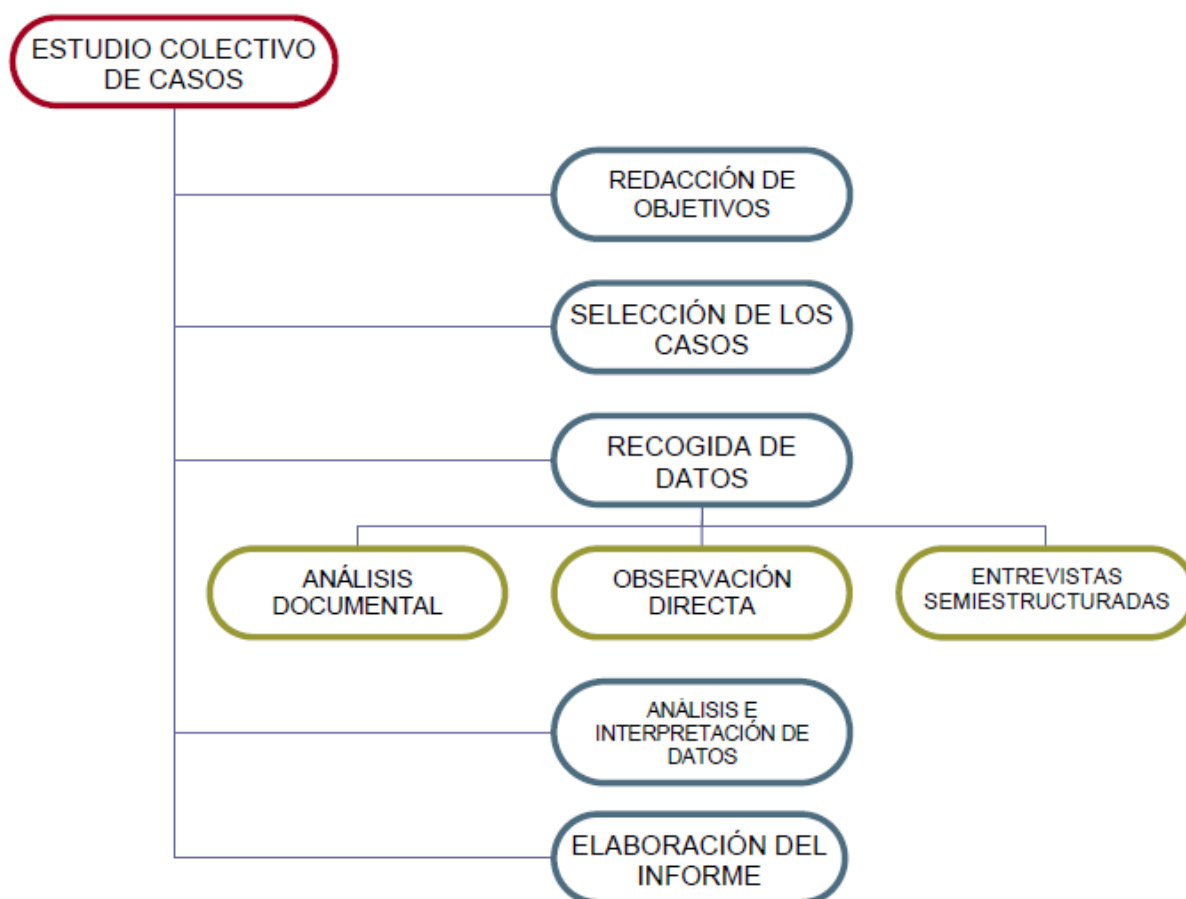 ESTUDIO COLECTIVO
DE CASOS
REDACCIÓN DE
OBJETIVOS
SELECCIÓN DE LOS
CASOS
RECOGIDA DE
DATOS
ANÁLISIS
DOCUMENTAL
OBSERVACIÓN
DIRECTA
ENTREVISTAS
SEMIESTRUCTURADAS
ANÀLISIS E
INTERPRETACIÓN DE
DATOS
ELABORACIÓN DEL
INFORME